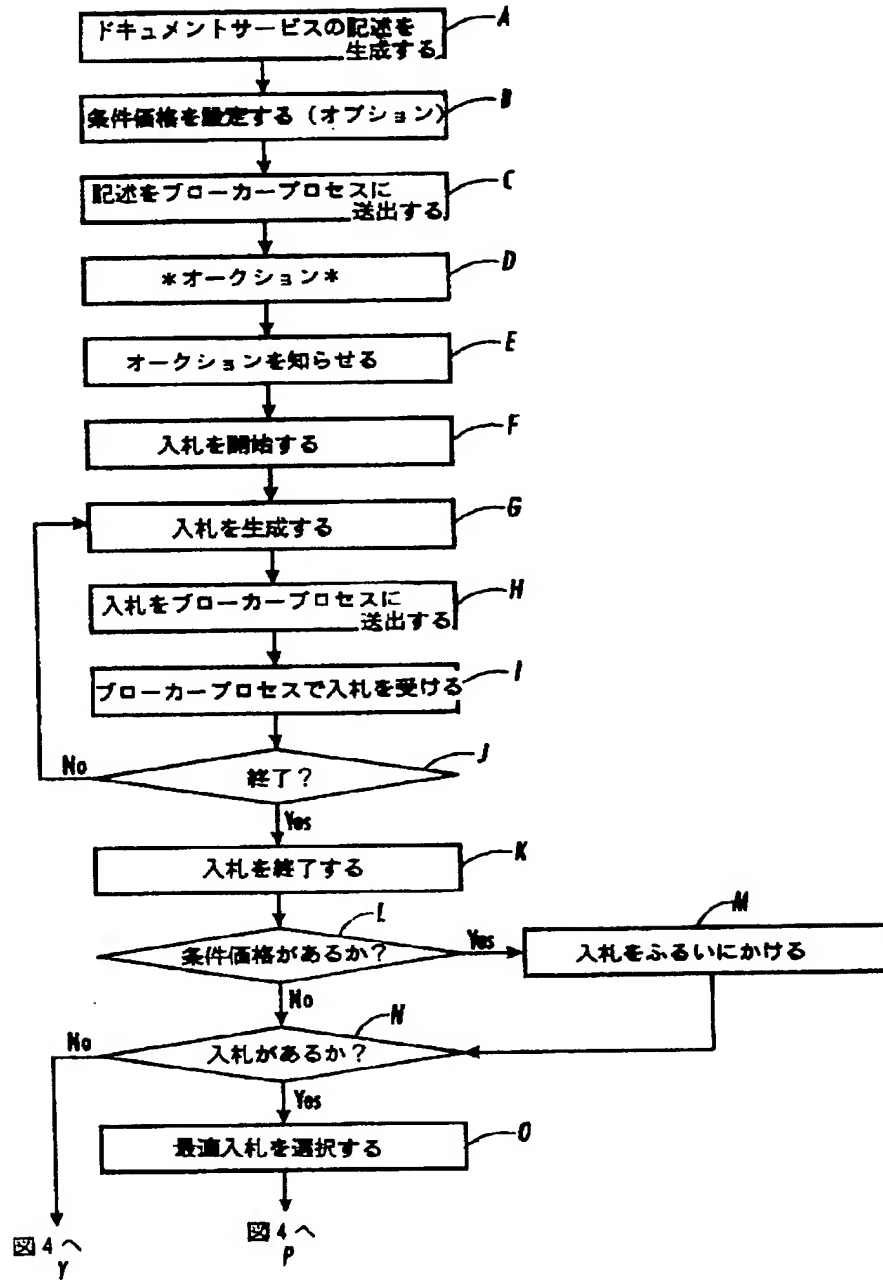 ドキュメントサービスの記述を
生成する
A
条件価格を設定する（オプション）
B
記述をブローカープロセスに
送出する
C
＊オークション＊
D
オークションを知らせる
E
入札を開始する
F
入札を生成する
G
入札をブローカープロセスに
送出する
H
ブローカープロセスで入札を受ける
I
終了？
J
No
Yes
入札を終了する
K
条件価格があるか？
L
Yes
入札をふるいにかける
M
No
入札があるか？
N
No
Yes
最適入札を選択する
O
図4へ
Y
図4へ
P